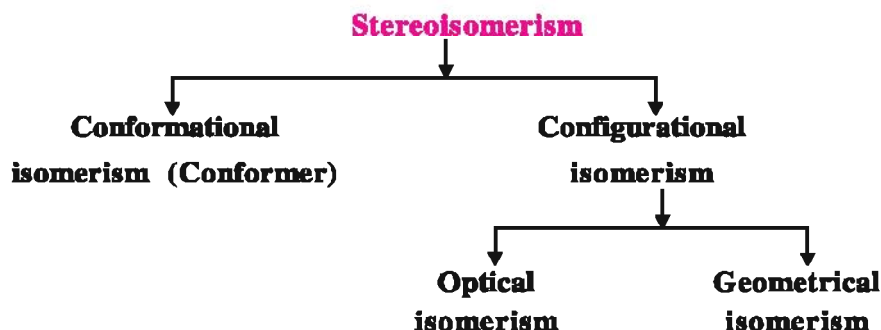 Stereoisomerism
Conformational
isomerism (Conformer)
Configurational
isomerism
Optical
isomerism
Geometrical
isomerism